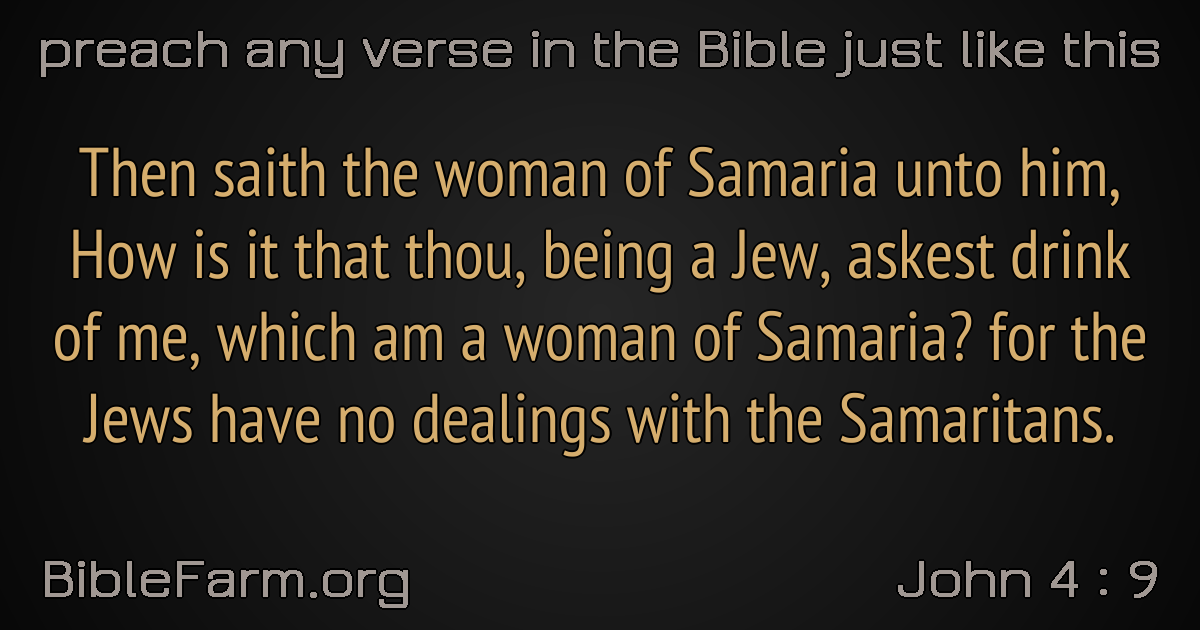 preach any verse in the Bible just like this
Then saith the woman of Samaria unto him,
How is it that thou, being a Jew, askest drink
of me, which am a woman of Samaria? for the
Jews have no dealings with the Samaritans.
BibleFarm.org
John 4 : 9